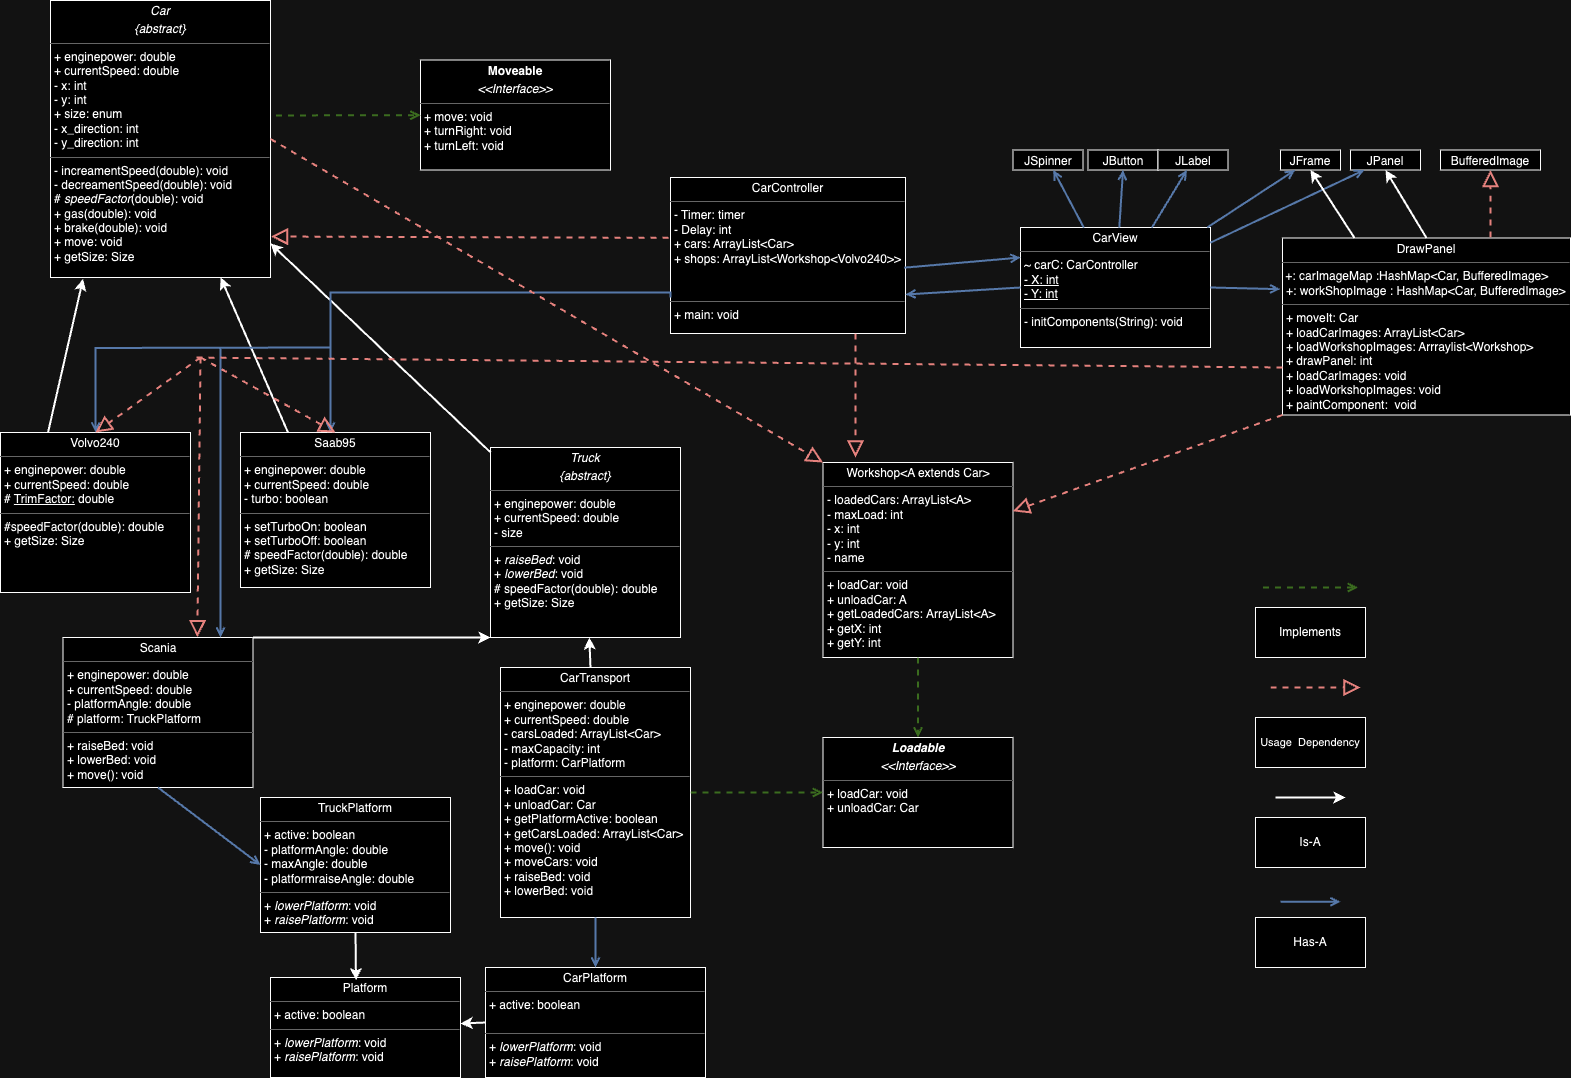 Car
{abstract}
+ enginepower: double
+ currentSpeed: double
- x: int
- y: int
+ size: enum
- x_direction: int
- y_direction: int
- increamentSpeed(double): void
- decreamentSpeed(double): void
# speedFactor(double): void
+ gas(double): void
+ brake(double): void
+ move: void
+ getSize: Size
Moveable
<<Interface>>
+ move: void
+ turnRight: void
+ turnLeft: void
CarController
- Timer: timer
- Delay: int
+ cars: ArrayList<Car>
+ shops: ArrayList<Workshop<Volvo240>>
+ main: void
JSpinner
JButton
JLabel
JFrame
JPanel
BufferedImage
CarView
~ carC: CarController
- X: int
- Y: int
- initComponents(String): void
DrawPanel
+: carImageMap :HashMap<Car, BufferedImage>
+: workShopImage : HashMap<Car, BufferedImage>
+ moveIt: Car
+ loadCarImages: ArrayList<Car>
+ loadWorkshopImages: Arrraylist<Workshop>
+ drawPanel: int
+ loadCarImages: void
+ loadWorkshopImages: void
+ paintComponent:  void
Volvo240
+ enginepower: double
+ currentSpeed: double
# TrimFactor: double
#speedFactor(double): double
+ getSize: Size
Saab95
+ enginepower: double
+ currentSpeed: double
- turbo: boolean
+ setTurboOn: boolean
+ setTurboOff: boolean
# speedFactor(double): double
+ getSize: Size
Truck
{abstract}
+ enginepower: double
+ currentSpeed: double
- size
+ raiseBed: void
+ lowerBed: void
# speedFactor(double): double
+ getSize: Size
Workshop<A extends Car>
- loadedCars: ArrayList<A>
- maxLoad: int
- x: int
- y: int
- name
+ loadCar: void
+ unloadCar: A
+ getLoadedCars: ArrayList<A>
+ getX: int
+ getY: int
Scania
+ enginepower: double
+ currentSpeed: double
- platformAngle: double
# platform: TruckPlatform
+ raiseBed: void
+ lowerBed: void
+ move(): void
CarTransport
+ enginepower: double
+ currentSpeed: double
- carsLoaded: ArrayList<Car>
- maxCapacity: int
- platform: CarPlatform
+ loadCar: void
+ unloadCar: Car
+ getPlatformActive: boolean
+ getCarsLoaded: ArrayList<Car>
+ move(): void
+ moveCars: void
+ raiseBed: void
+ lowerBed: void
Loadable
<<Interface>>
+ loadCar: void
+ unloadCar: Car
TruckPlatform
+ active: boolean
- platformAngle: double
- maxAngle: double
- platformraiseAngle: double
+ lowerPlatform: void
+ raisePlatform: void
Platform
+ active: boolean
+ lowerPlatform: void
+ raisePlatform: void
CarPlatform
+ active: boolean
+ lowerPlatform: void
+ raisePlatform: void
Implements
Usage  Dependency
Is-A
Has-A